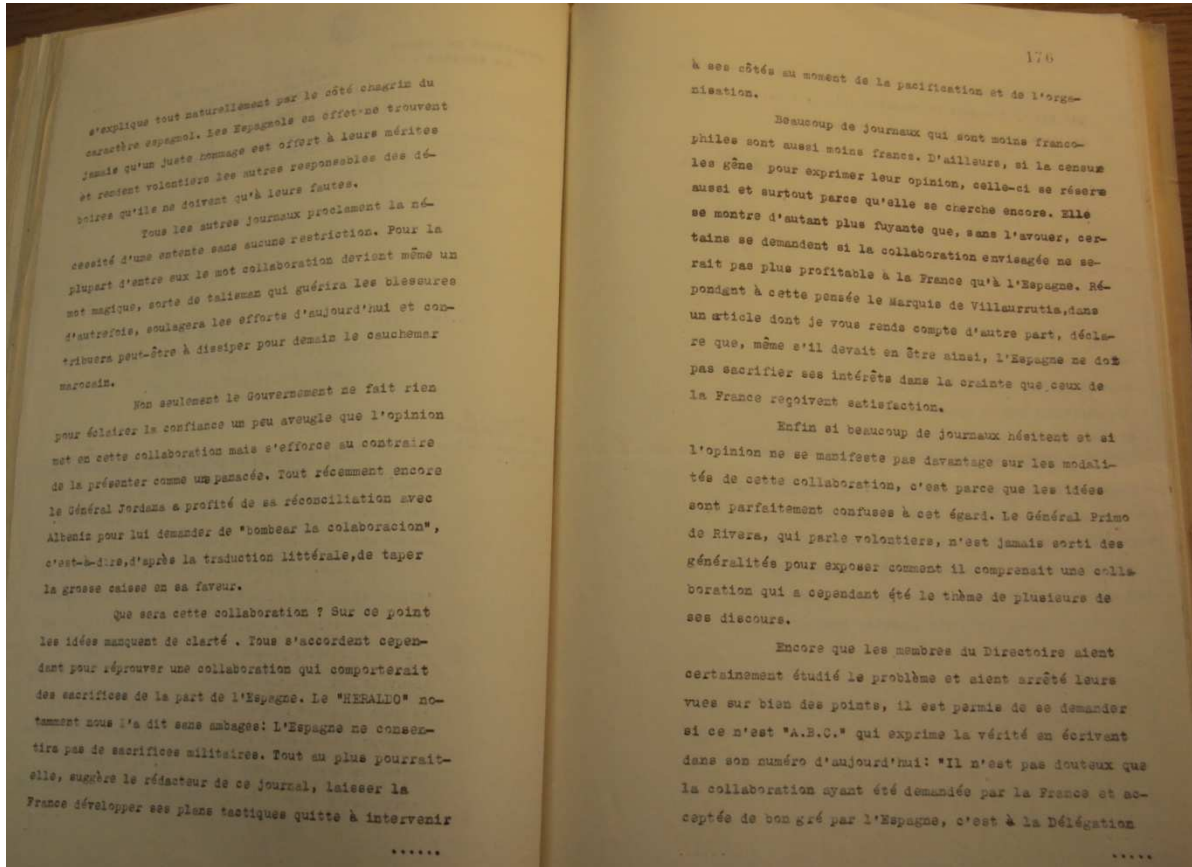 s'explique tout naturellement par le côté chagrin du
caractère espagnol. Les Espagnols en effet ne trouvent
jamais qu'un juste hommage est offert à leurs mérites
et rendent volontiers les autres responsables des dé-
boires qu'ils ne doivent qu'à leurs fautes.
Tous les autres journaux proclament la né-
cessité d'une entente sans aucune restriction. Pour la
plupart d'entre eux le mot collaboration devient même un
mot magique, sorte de talisman qui guérira les blessures
d'autrefois, soulagera les efforts d'aujourd'hui et con-
tribuera peut-être à dissiper pour demain le cauchemar
marocain.
Non seulement le Gouvernement ne fait rien
pour éclairer la confiance un peu aveugle que l'opinion
met en cette collaboration mais s'efforce au contraire
de la présenter comme une panacée. Tout récemment encore
le Général Jordana a profité de sa réconciliation avec
Albeniz pour lui demander de "bombear la colaboracion",
c'est-à-dire,d'après la traduction littérale,de taper
la grosse caisse en sa faveur.
Que sera cette collaboration ? Sur ce point
les idées manquent de clarté . Tous s'accordent cepen-
dant pour réprouver une collaboration qui comporterait
des sacrifices de la part de l'Espagne. Le "HERALDO" no-
tamment nous l'a dit sans ambages: L'Espagne ne consen-
tira pas de sacrifices militaires. Tout au plus pourrait-
elle, suggère le rédacteur de ce journal, laisser la
France développer ses plans tactiques quitte à intervenir
......
176
à ses côtés au moment de la pacification et de l'orga-
nisation.
Beaucoup de journaux qui sont moins franco-
philes sont aussi moins francs. D'ailleurs, si la censure
les gêne pour exprimer leur opinion, celle-ci se réserve
aussi et surtout parce qu'elle se cherche encore. Elle
se montre d'autant plus fuyante que, sans l'avouer, cer-
tains se demandent si la collaboration envisagée ne se-
rait pas plus profitable à la France qu'à l'Espagne. Ré-
pondant à cette pensée le Marquis de Villaurrutia,dans
un article dont je vous rends compte d'autre part, décla-
re que, même s'il devait en être ainsi, l'Espagne ne doit
pas sacrifier ses intérêts dans la crainte que ceux de
la France reçoivent satisfaction.
Enfin si beaucoup de journaux hésitent et si
l'opinion ne se manifeste pas davantage sur les modali-
tés de cette collaboration, c'est parce que les idées
sont parfaitement confuses à cet égard. Le Général Primo
de Rivera, qui parle volontiers, n'est jamais sorti des
généralités pour exposer comment il comprenait une colla-
boration qui a cependant été le thème de plusieurs de
ses discours.
Encore que les membres du Directoire aient
certainement étudié le problème et aient arrêté leurs
vues sur bien des points, il est permis de se demander
si ce n'est "A.B.C." qui exprime la vérité en écrivant
dans son numéro d'aujourd'hui: "Il n'est pas douteux que
la collaboration ayant été demandée par la France et ac-
ceptée de bon gré par l'Espagne, c'est à la Délégation
.....